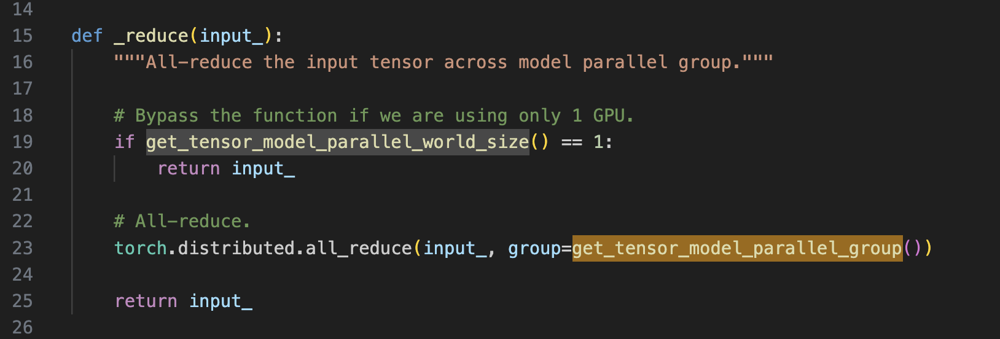 14
15 def _reduce(input_):
16 """All-reduce the input tensor across model parallel group."""
17
18 # Bypass the function if we are using only 1 GPU.
19 if get_tensor_model_parallel_world_size() == 1:
20 return input_
21
22 # All-reduce.
23 torch.distributed.all_reduce(input_, group=get_tensor_model_parallel_group())
24
25 return input_
26